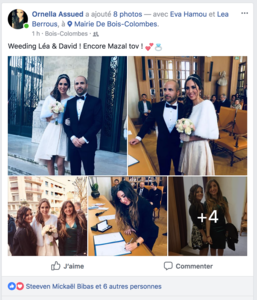 Ornella Assued a ajouté 8 photos — avec Eva Hamou et Lea
Berrous, à Mairie De Bois-Colombes.
1 h · Bois-Colombes ·
Weeding Léa & David ! Encore Mazal tov ! 💕💍
+4
J'aime
Commenter
Steeven Mickaël Bibas et 6 autres personnes